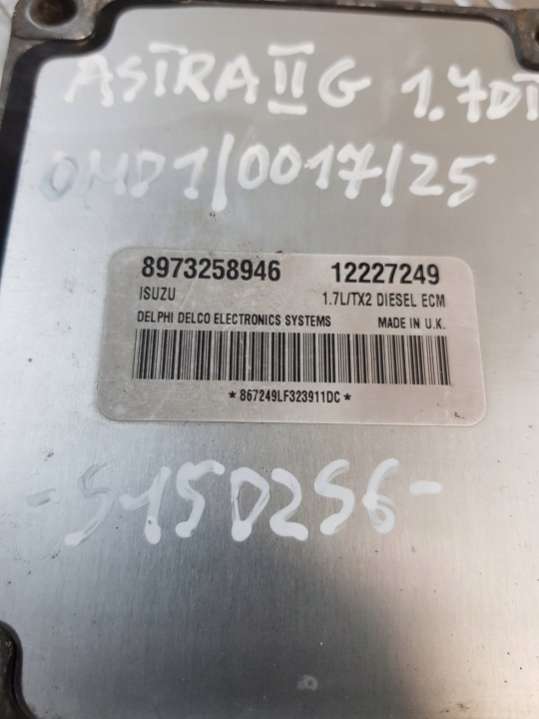 ASTRA II G 1.7DT
OMD1/0017/25
8973258946 12227249
ISUZU 1.7L/TX2 DIESEL ECM
DELPHI DELCO ELECTRONICS SYSTEMS MADE IN U.K.
*867249LF323911DC*
-S15D2S6-